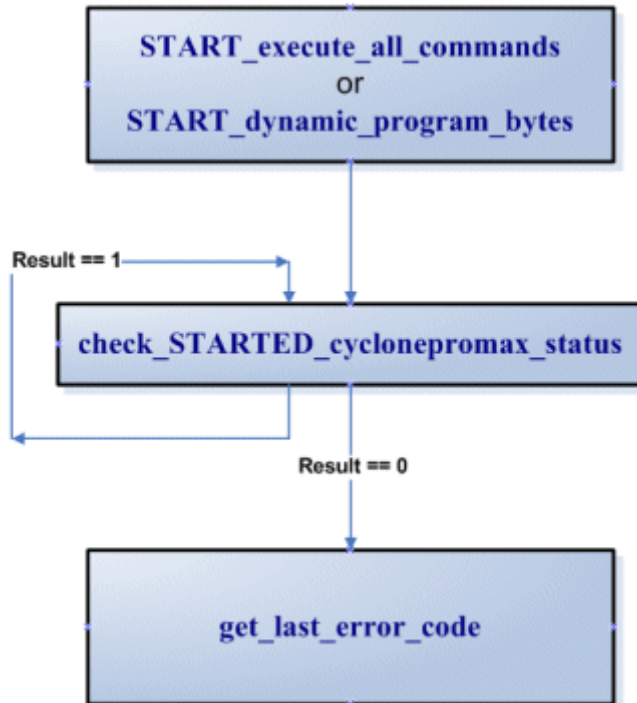 START_execute_all_commands
or
START_dynamic_program_bytes
Result == 1
check_STARTED_cyclonepromax_status
Result == 0
get_last_error_code